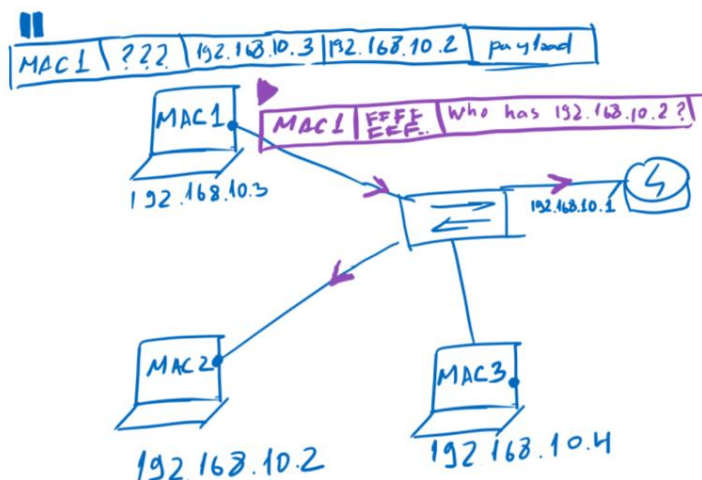 MAC1 ??? 192.168.10.3 192.168.10.2 payload
MAC1 FFFF Who has 192.168.10.2?
FFF..
MAC1
192.168.10.3
192.168.10.1
MAC2
MAC3
192.168.10.2
192.168.10.4